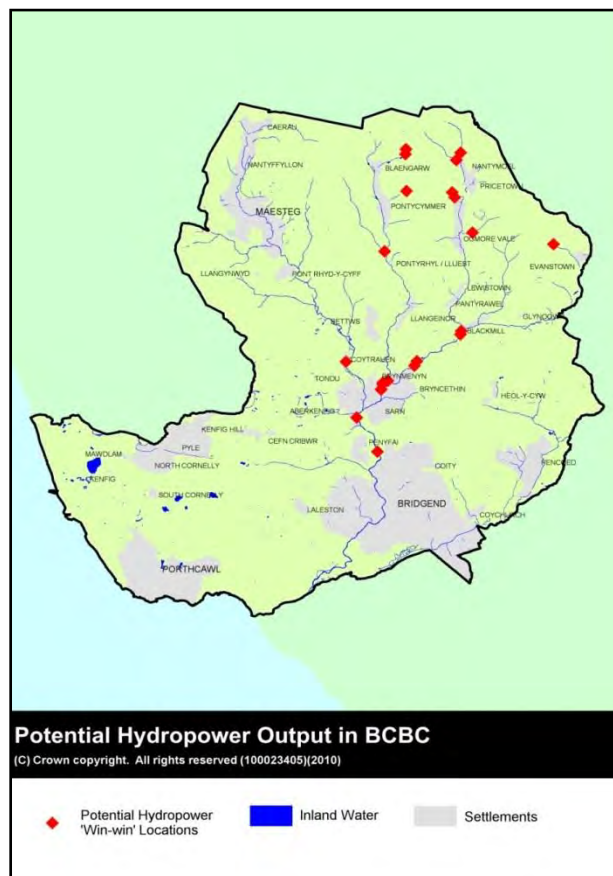 CAERAU
NANTYFFYLLON
BLAENGARW
NANTYMOEL
PRICETOWN
MAESTEG
PONTYCYMMER
OGMORE VALE
EVANSTOWN
LLANGYNWYD
PONT RHYD-Y-CYFF
PONTYRHYL / LLUEST
LEWISTOWN
PANTYRAWEL
BETTWS
LLANGEINOR
BLACKMILL
COYTRAHEN
TONDU
BRYNMENYN
BRYNCETHIN
HEOL-Y-CYW
ABERKENFIG
SARN
KENFIG HILL
CEFN CRIBWR
PENYFAI
PYLE
MAWDLAM
NORTH CORNELLY
COITY
PENCOED
KENFIG
SOUTH CORNELLY
LALESTON
BRIDGEND
PORTHCAWL
Potential Hydropower Output in BCBC
(C) Crown copyright. All rights reserved (100023405)(2010)
Potential Hydropower
'Win-win' Locations
Inland Water
Settlements